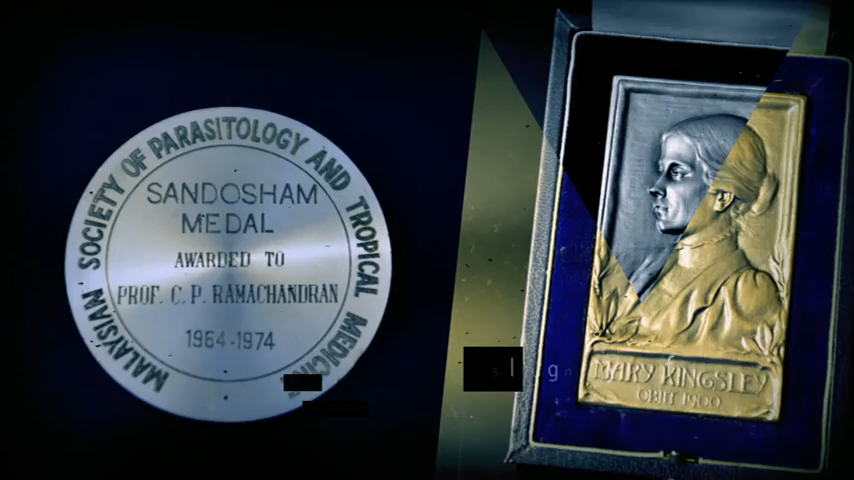 MALAYSIAN SOCIETY OF PARASITOLOGY AND TROPICAL MEDICINE
SANDOSHAM
MEDAL
AWARDED TO
PROF. C. P. RAMACHANDRAN
1964-1974
MARY KINGSLEY
OBIIT 1900